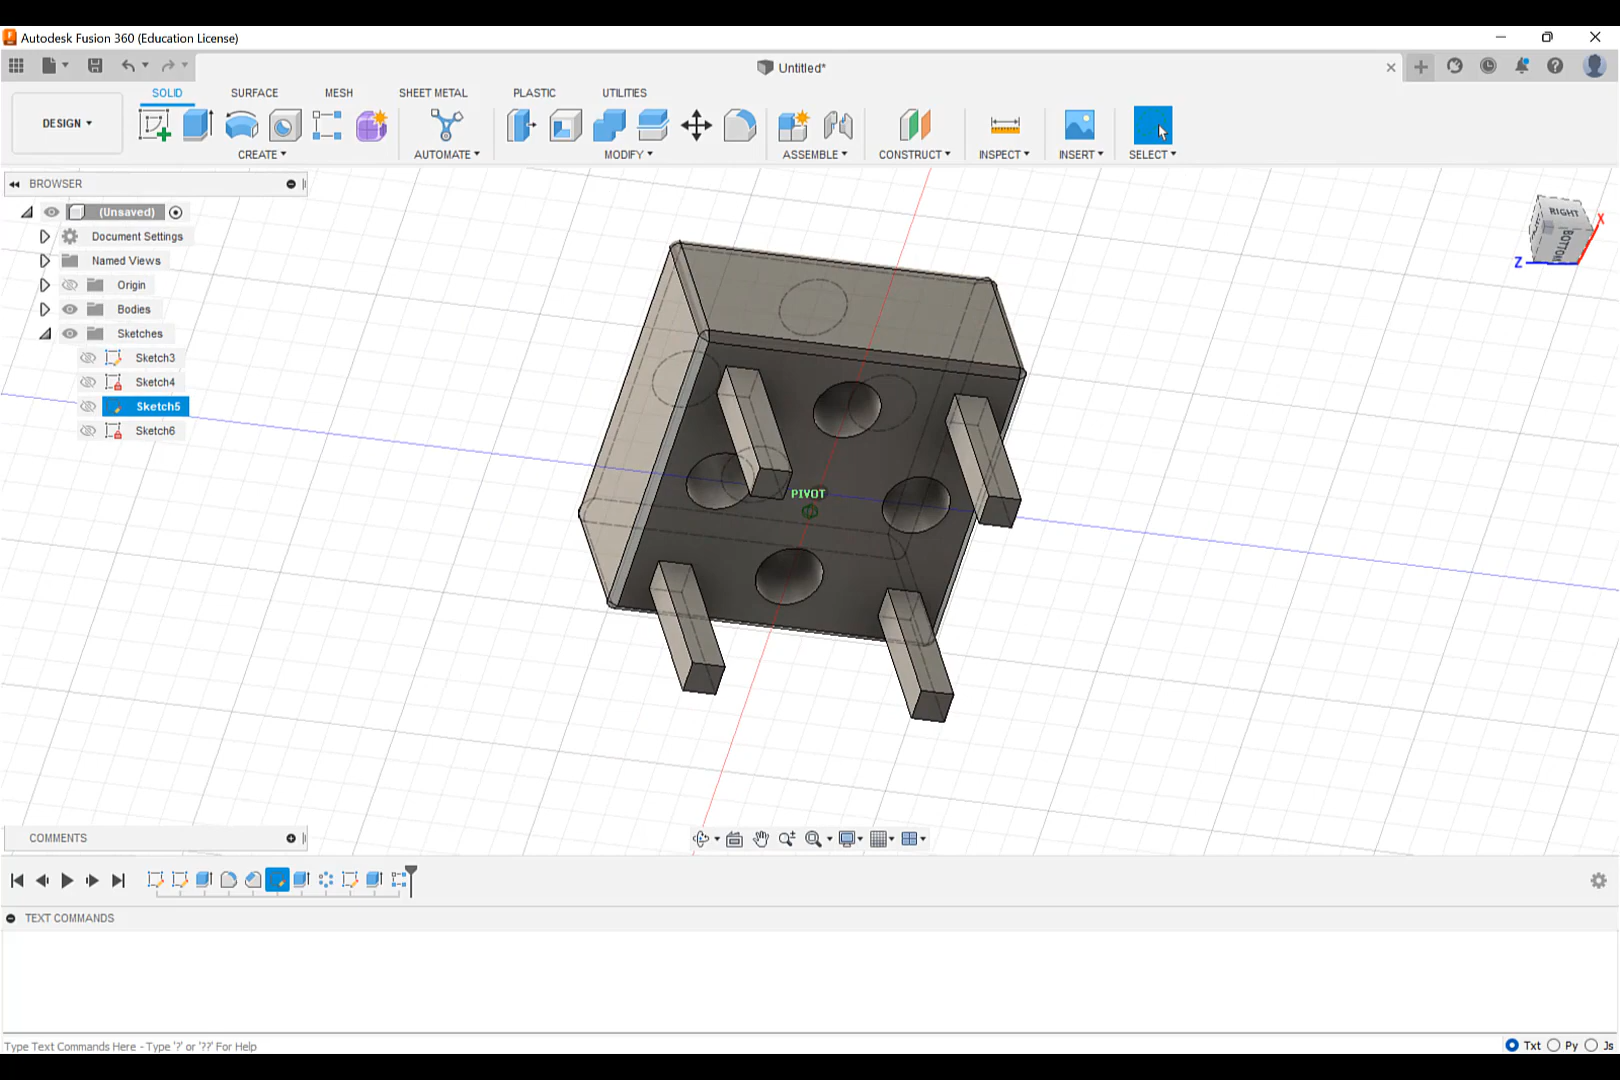 Autodesk Fusion 360 (Education License)
Untitled*
SOLID SURFACE MESH SHEET METAL PLASTIC UTILITIES
DESIGN
CREATE AUTOMATE MODIFY ASSEMBLE CONSTRUCT INSPECT INSERT SELECT
BROWSER
(Unsaved)
Document Settings
Named Views
Origin
Bodies
Sketches
Sketch3
Sketch4
Sketch5
Sketch6
RIGHT
BOTTOM
X
Z
PIVOT
COMMENTS
TEXT COMMANDS
Type Text Commands Here - Type '?' or '??' For Help
Txt Py Js